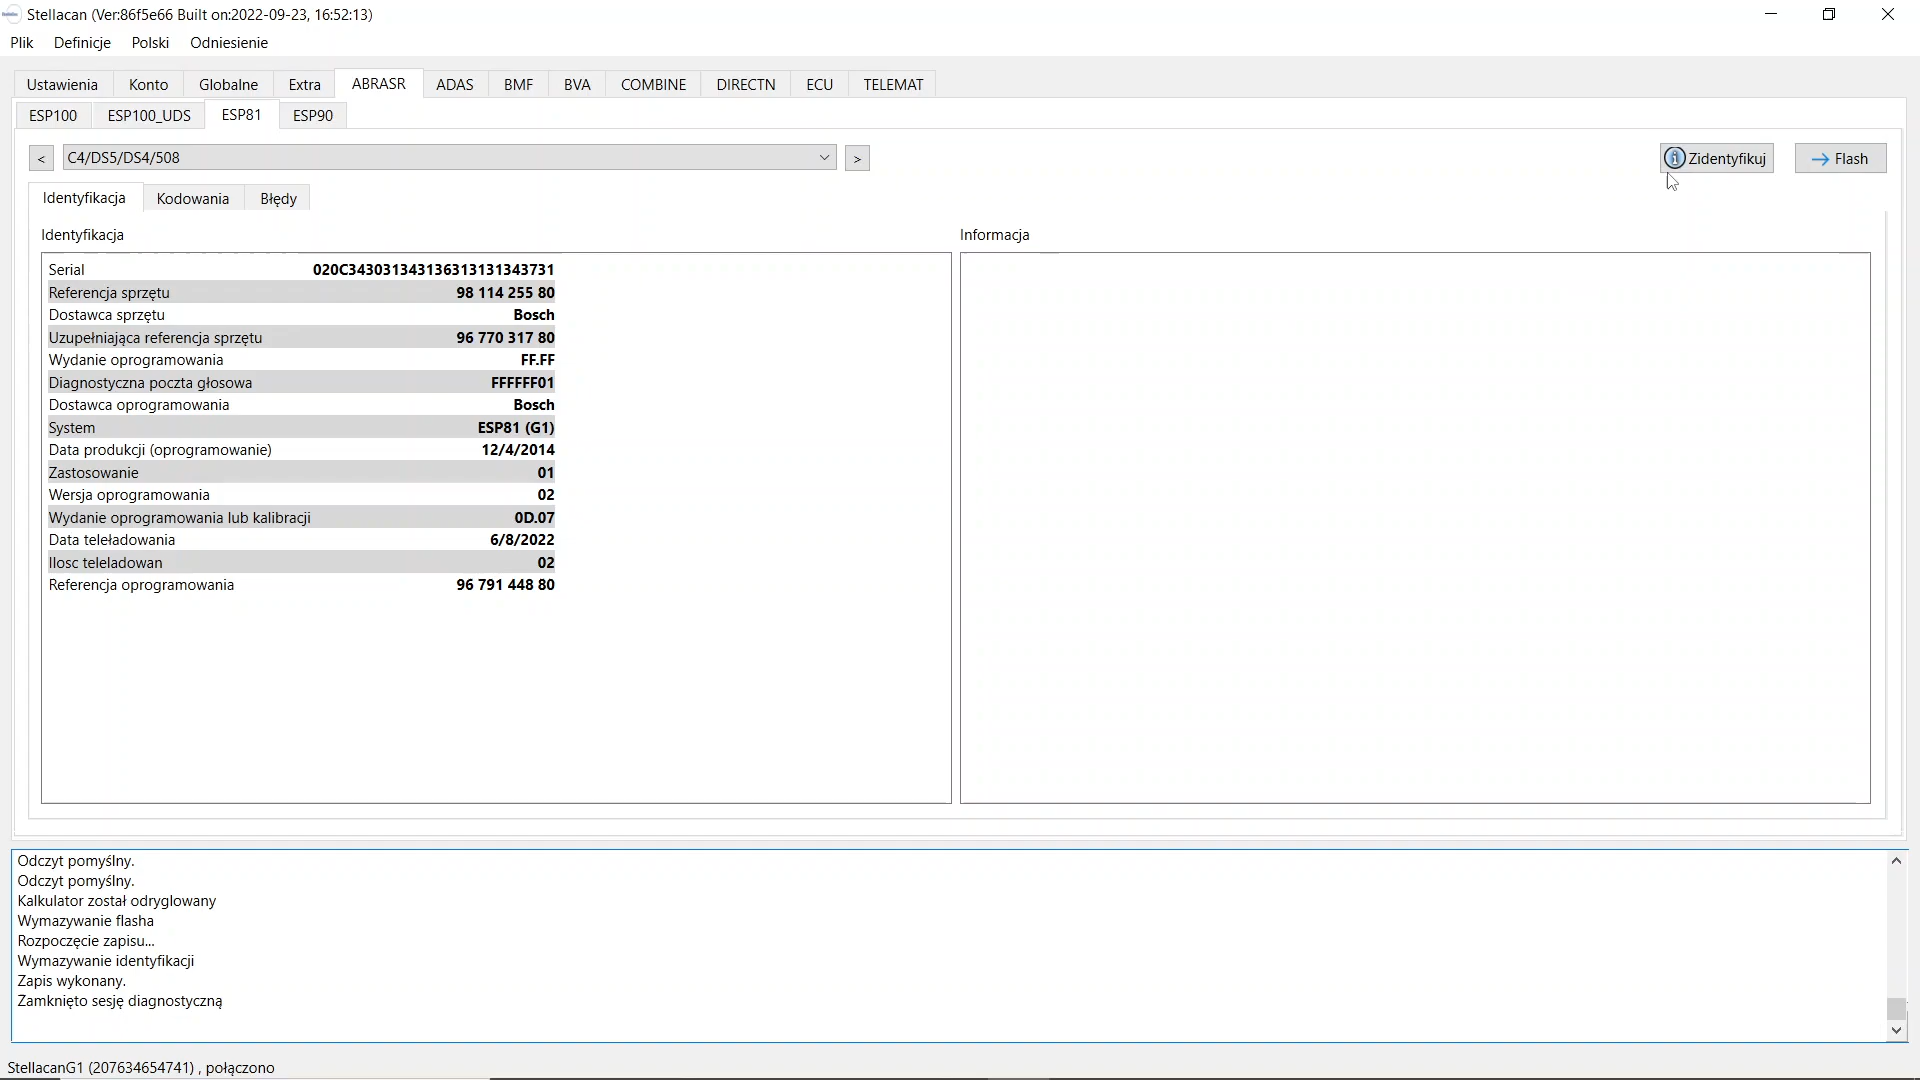 Stellacan (Ver:86f5e66 Built on:2022-09-23, 16:52:13)
Plik Definicje Polski Odniesienie
Ustawienia Konto Globalne Extra ABRASR ADAS BMF BVA COMBINE DIRECTN ECU TELEMAT
ESP100 ESP100_UDS ESP81 ESP90
< C4/DS5/DS4/508 > Zidentyfikuj Flash
Identyfikacja Kodowania Błędy
Identyfikacja Informacja
Serial 020C343031343136313131343731
Referencja sprzętu 98 114 255 80
Dostawca sprzętu Bosch
Uzupełniająca referencja sprzętu 96 770 317 80
Wydanie oprogramowania FF.FF
Diagnostyczna poczta głosowa FFFFFF01
Dostawca oprogramowania Bosch
System ESP81 (G1)
Data produkcji (oprogramowanie) 12/4/2014
Zastosowanie 01
Wersja oprogramowania 02
Wydanie oprogramowania lub kalibracji 0D.07
Data teleładowania 6/8/2022
Ilosc teleladowan 02
Referencja oprogramowania 96 791 448 80
Odczyt pomyślny.
Odczyt pomyślny.
Kalkulator został odryglowany
Wymazywanie flasha
Rozpoczęcie zapisu...
Wymazywanie identyfikacji
Zapis wykonany.
Zamknięto sesję diagnostyczną
StellacanG1 (207634654741) , połączono